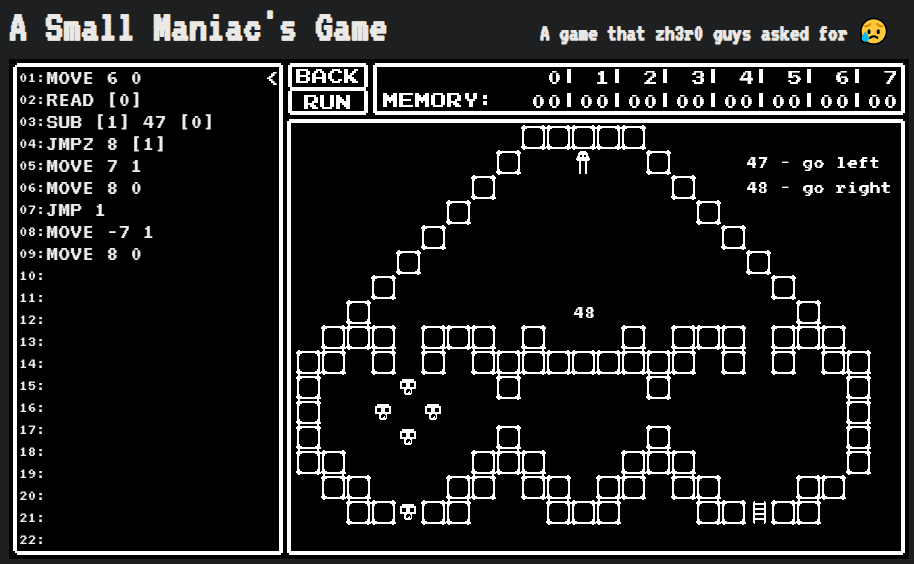 A Small Maniac's Game
A game that zh3r0 guys asked for 😥
01:MOVE 6 0 <
02:READ [0]
03:SUB [1] 47 [0]
04:JMPZ 8 [1]
05:MOVE 7 1
06:MOVE 8 0
07:JMP 1
08:MOVE -7 1
09:MOVE 8 0
10:
11:
12:
13:
14:
15:
16:
17:
18:
19:
20:
21:
22:
BACK
RUN
0| 1| 2| 3| 4| 5| 6| 7
MEMORY: 00|00|00|00|00|00|00|00
47 - go left
48 - go right
48